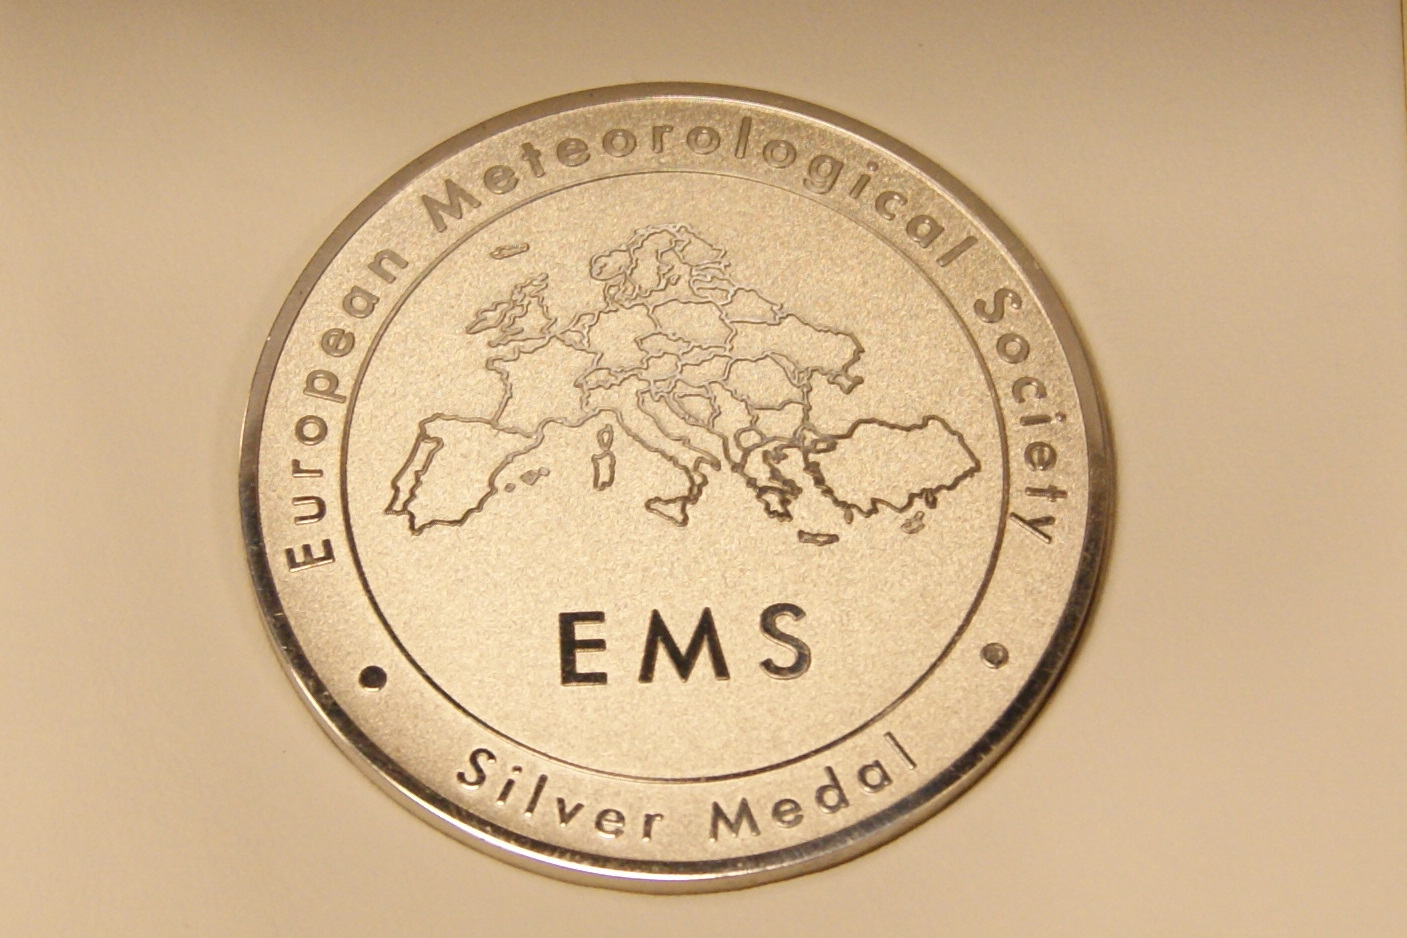 European Meteorological Society
EMS
Silver Medal